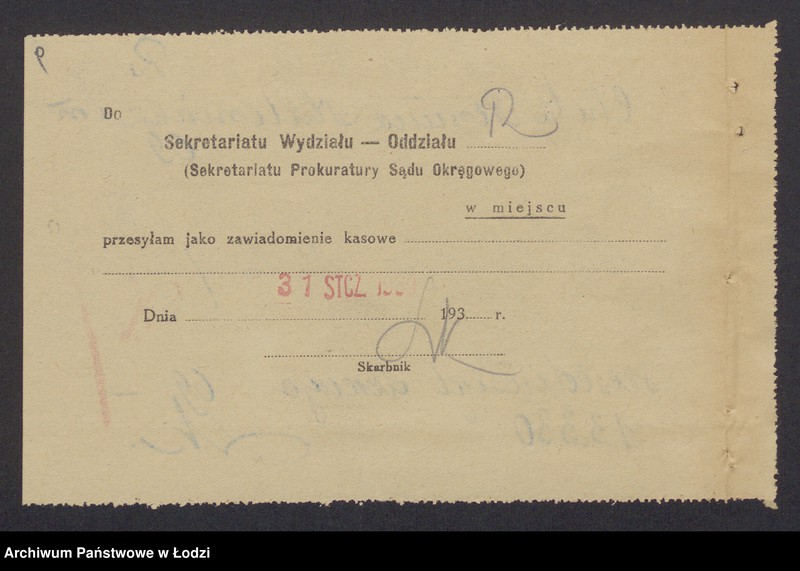 9
Do
Sekretariatu Wydziału — Oddziału R
(Sekretariatu Prokuratury Sądu Okręgowego)
w miejscu
przesyłam jako zawiadomienie kasowe
31 STCZ
Dnia 193 r.
Skarbnik
Archiwum Państwowe w Łodzi